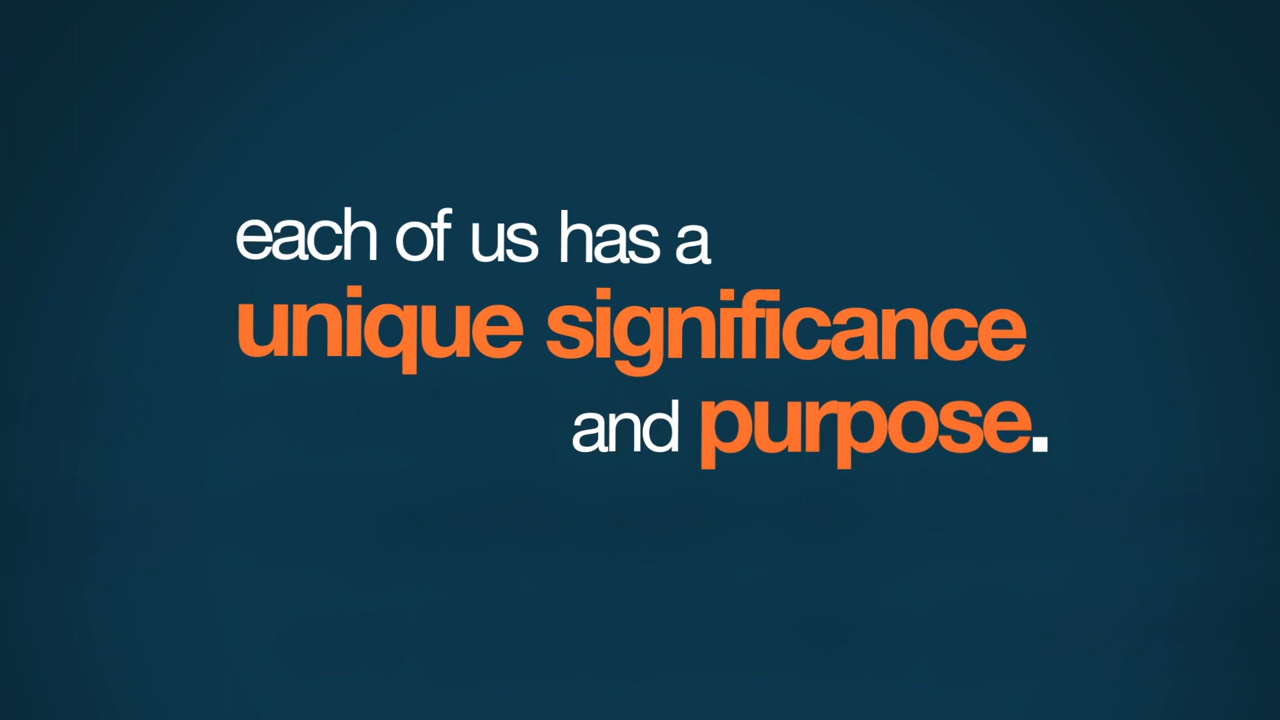 each of us has a
unique significance
and purpose.